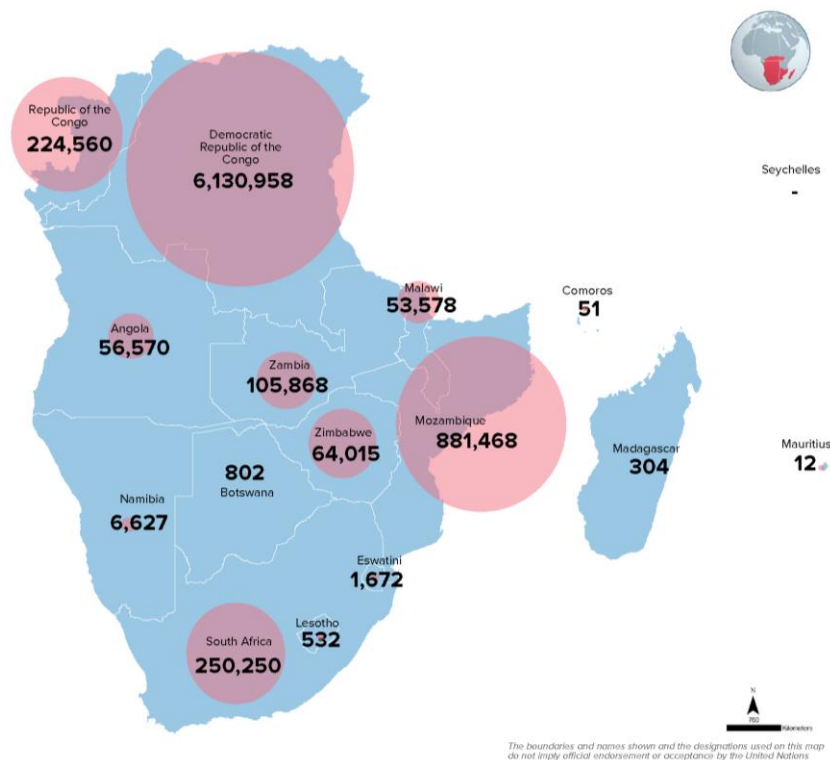 Republic of the
Congo
224,560
Democratic
Republic of the
Congo
6,130,958
Seychelles
-
Malawi
53,578
Comoros
51
Angola
56,570
Zambia
105,868
Mozambique
881,468
Zimbabwe
64,015
Madagascar
304
Mauritius
12
802
Botswana
Namibia
6,627
Eswatini
1,672
Lesotho
532
South Africa
250,250
N
760
Kilometers
The boundaries and names shown and the designations used on this map
do not imply official endorsement or acceptance by the United Nations